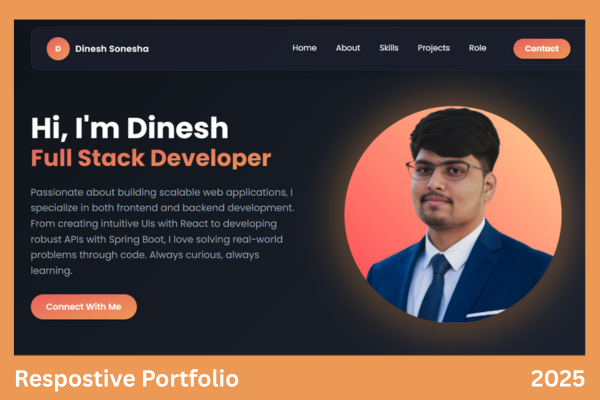 D Dinesh Sonesha Home About Skills Projects Role Contact
Hi, I'm Dinesh
Full Stack Developer
Passionate about building scalable web applications, I
specialize in both frontend and backend development.
From creating intuitive UIs with React to developing
robust APIs with Spring Boot, I love solving real-world
problems through code. Always curious, always
learning.
Connect With Me
Respostive Portfolio 2025